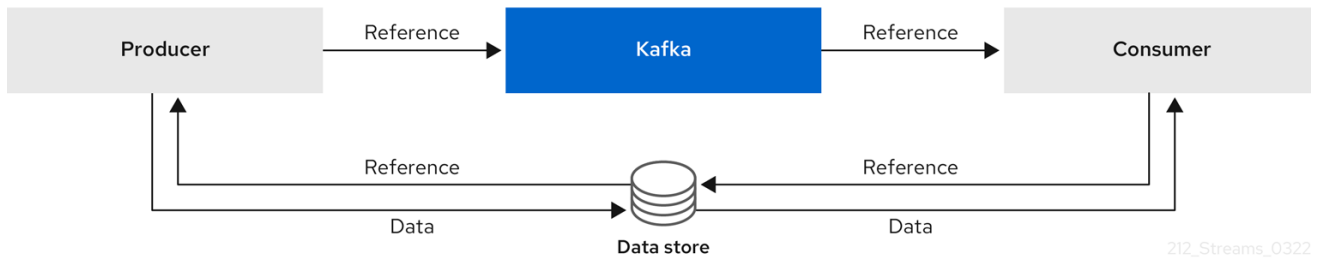 Producer
Reference
Kafka
Reference
Consumer
Reference
Reference
Data
Data
Data store
212_Streams_0322